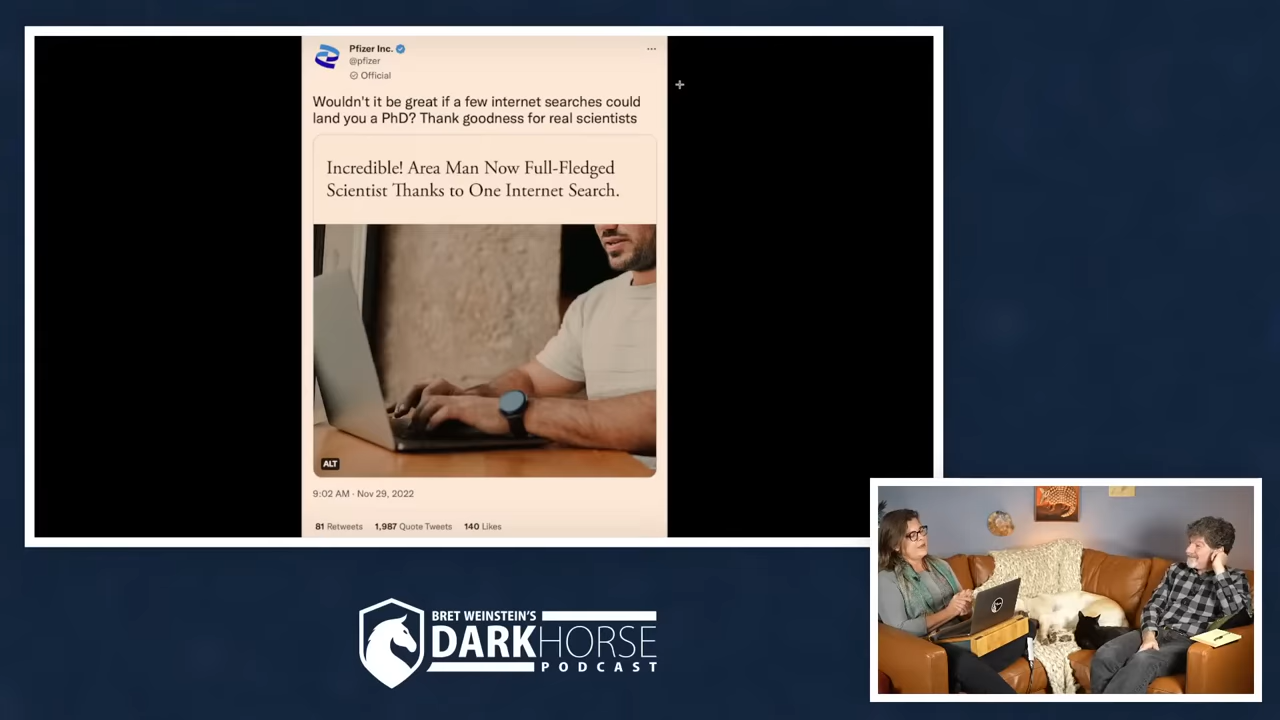 Pfizer Inc.
@pfizer
Official
Wouldn't it be great if a few internet searches could
land you a PhD? Thank goodness for real scientists
Incredible! Area Man Now Full-Fledged
Scientist Thanks to One Internet Search.
ALT
9:02 AM · Nov 29, 2022
81 Retweets 1,987 Quote Tweets 140 Likes
BRET WEINSTEIN'S
DARKHORSE
PODCAST